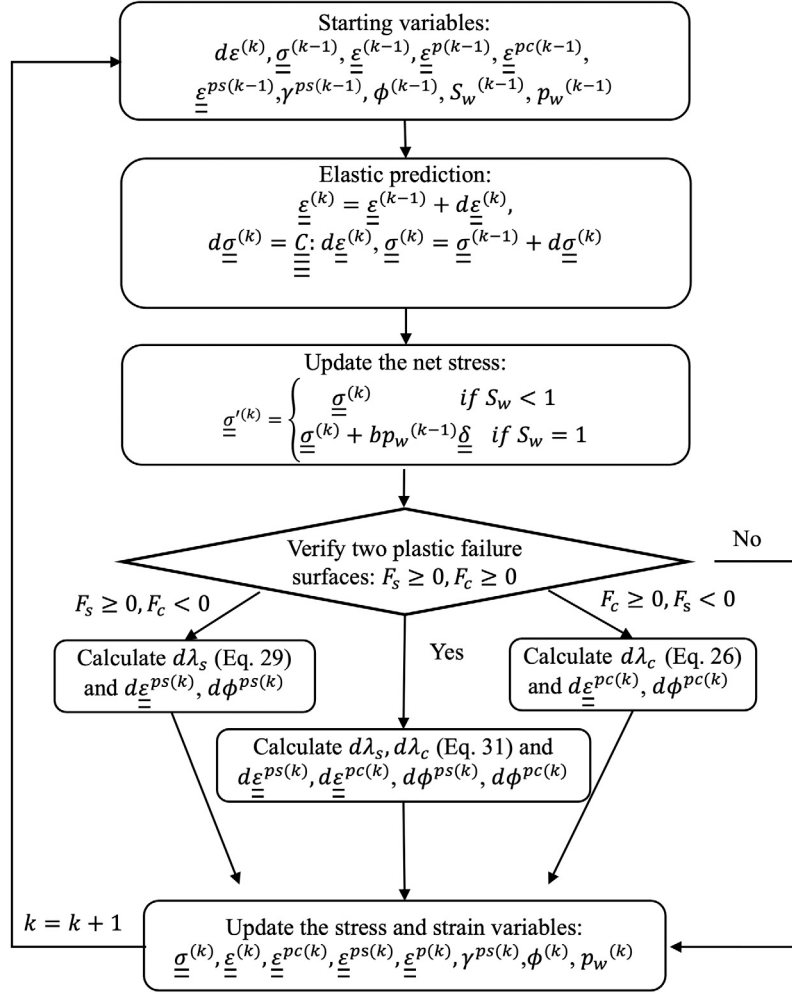 Starting variables:
dε^(k), σ^(k−1), ε^(k−1), ε^p(k−1), ε^pc(k−1),
ε^ps(k−1),γ^ps(k−1), ϕ^(k−1), S_w^(k−1), p_w^(k−1)
Elastic prediction:
ε^(k) = ε^(k−1) + dε^(k),
dσ^(k) = C: dε^(k), σ^(k) = σ^(k−1) + dσ^(k)
Update the net stress:
σ′^(k) = { σ^(k) if S_w < 1
σ^(k) + bp_w^(k−1)δ if S_w = 1
Verify two plastic failure
surfaces: F_s ≥ 0, F_c ≥ 0
No
F_s ≥ 0, F_c < 0
F_c ≥ 0, F_s < 0
Yes
Calculate dλ_s (Eq. 29)
and dε^ps(k), dϕ^ps(k)
Calculate dλ_c (Eq. 26)
and dε^pc(k), dϕ^pc(k)
Calculate dλ_s, dλ_c (Eq. 31) and
dε^ps(k), dε^pc(k), dϕ^ps(k), dϕ^pc(k)
k = k + 1
Update the stress and strain variables:
σ^(k), ε^(k), ε^pc(k), ε^ps(k), ε^p(k), γ^ps(k),ϕ^(k), p_w^(k)